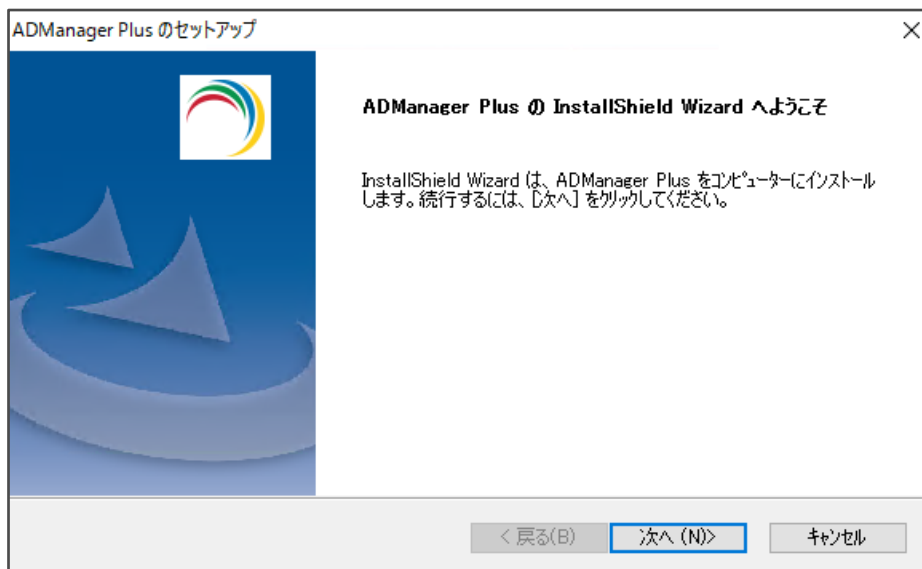 ADManager Plus のセットアップ
ADManager Plus の InstallShield Wizard へようこそ
InstallShield Wizard は、ADManager Plus をコンピューターにインストール
します。続行するには、[次へ] をクリックしてください。
< 戻る(B)
次へ (N)>
キャンセル